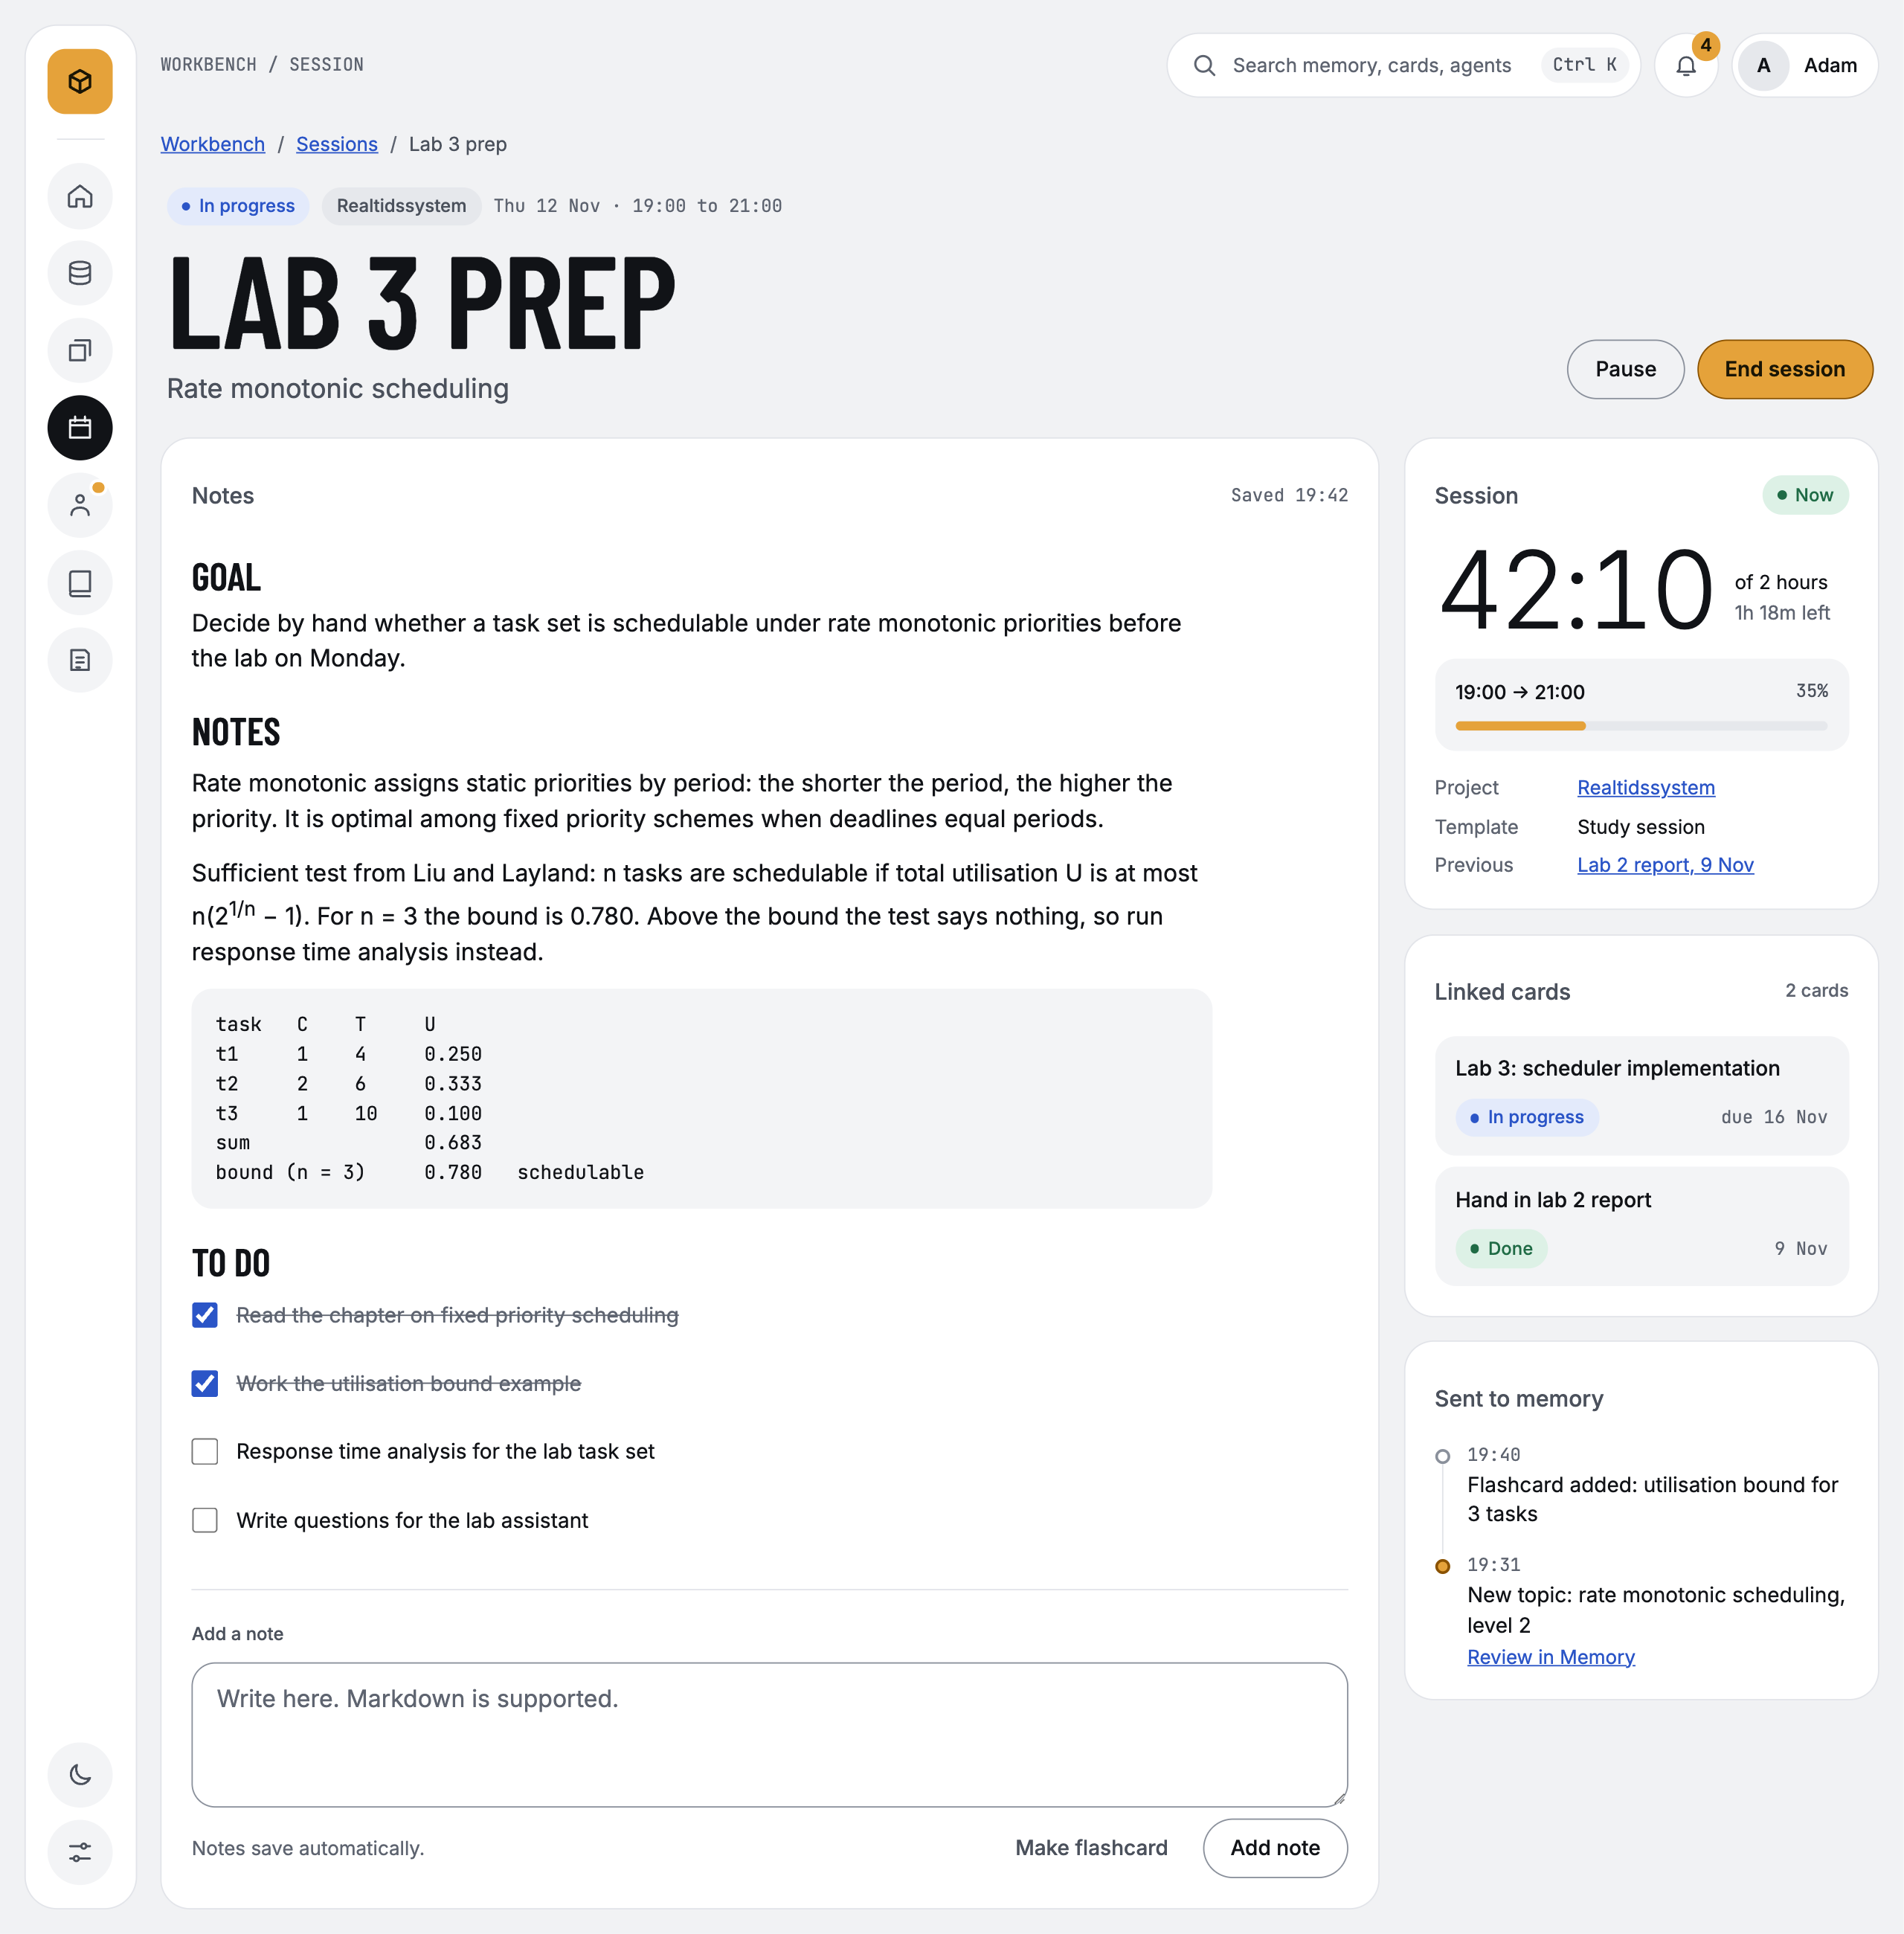 WORKBENCH / SESSION
Search memory, cards, agents
Ctrl K
4
A
Adam
Workbench / Sessions / Lab 3 prep
In progress
Realtidssystem
Thu 12 Nov · 19:00 to 21:00
LAB 3 PREP
Rate monotonic scheduling
Pause
End session
Notes
Saved 19:42
GOAL
Decide by hand whether a task set is schedulable under rate monotonic priorities before
the lab on Monday.
NOTES
Rate monotonic assigns static priorities by period: the shorter the period, the higher the
priority. It is optimal among fixed priority schemes when deadlines equal periods.
Sufficient test from Liu and Layland: n tasks are schedulable if total utilisation U is at most
n(2^1/n − 1). For n = 3 the bound is 0.780. Above the bound the test says nothing, so run
response time analysis instead.
task C T U
t1 1 4 0.250
t2 2 6 0.333
t3 1 10 0.100
sum 0.683
bound (n = 3) 0.780 schedulable
TO DO
Read the chapter on fixed priority scheduling
Work the utilisation bound example
Response time analysis for the lab task set
Write questions for the lab assistant
Add a note
Write here. Markdown is supported.
Notes save automatically.
Make flashcard
Add note
Session
Now
42:10
of 2 hours
1h 18m left
19:00 → 21:00
35%
Project Realtidssystem
Template Study session
Previous Lab 2 report, 9 Nov
Linked cards
2 cards
Lab 3: scheduler implementation
In progress
due 16 Nov
Hand in lab 2 report
Done
9 Nov
Sent to memory
19:40
Flashcard added: utilisation bound for
3 tasks
19:31
New topic: rate monotonic scheduling,
level 2
Review in Memory